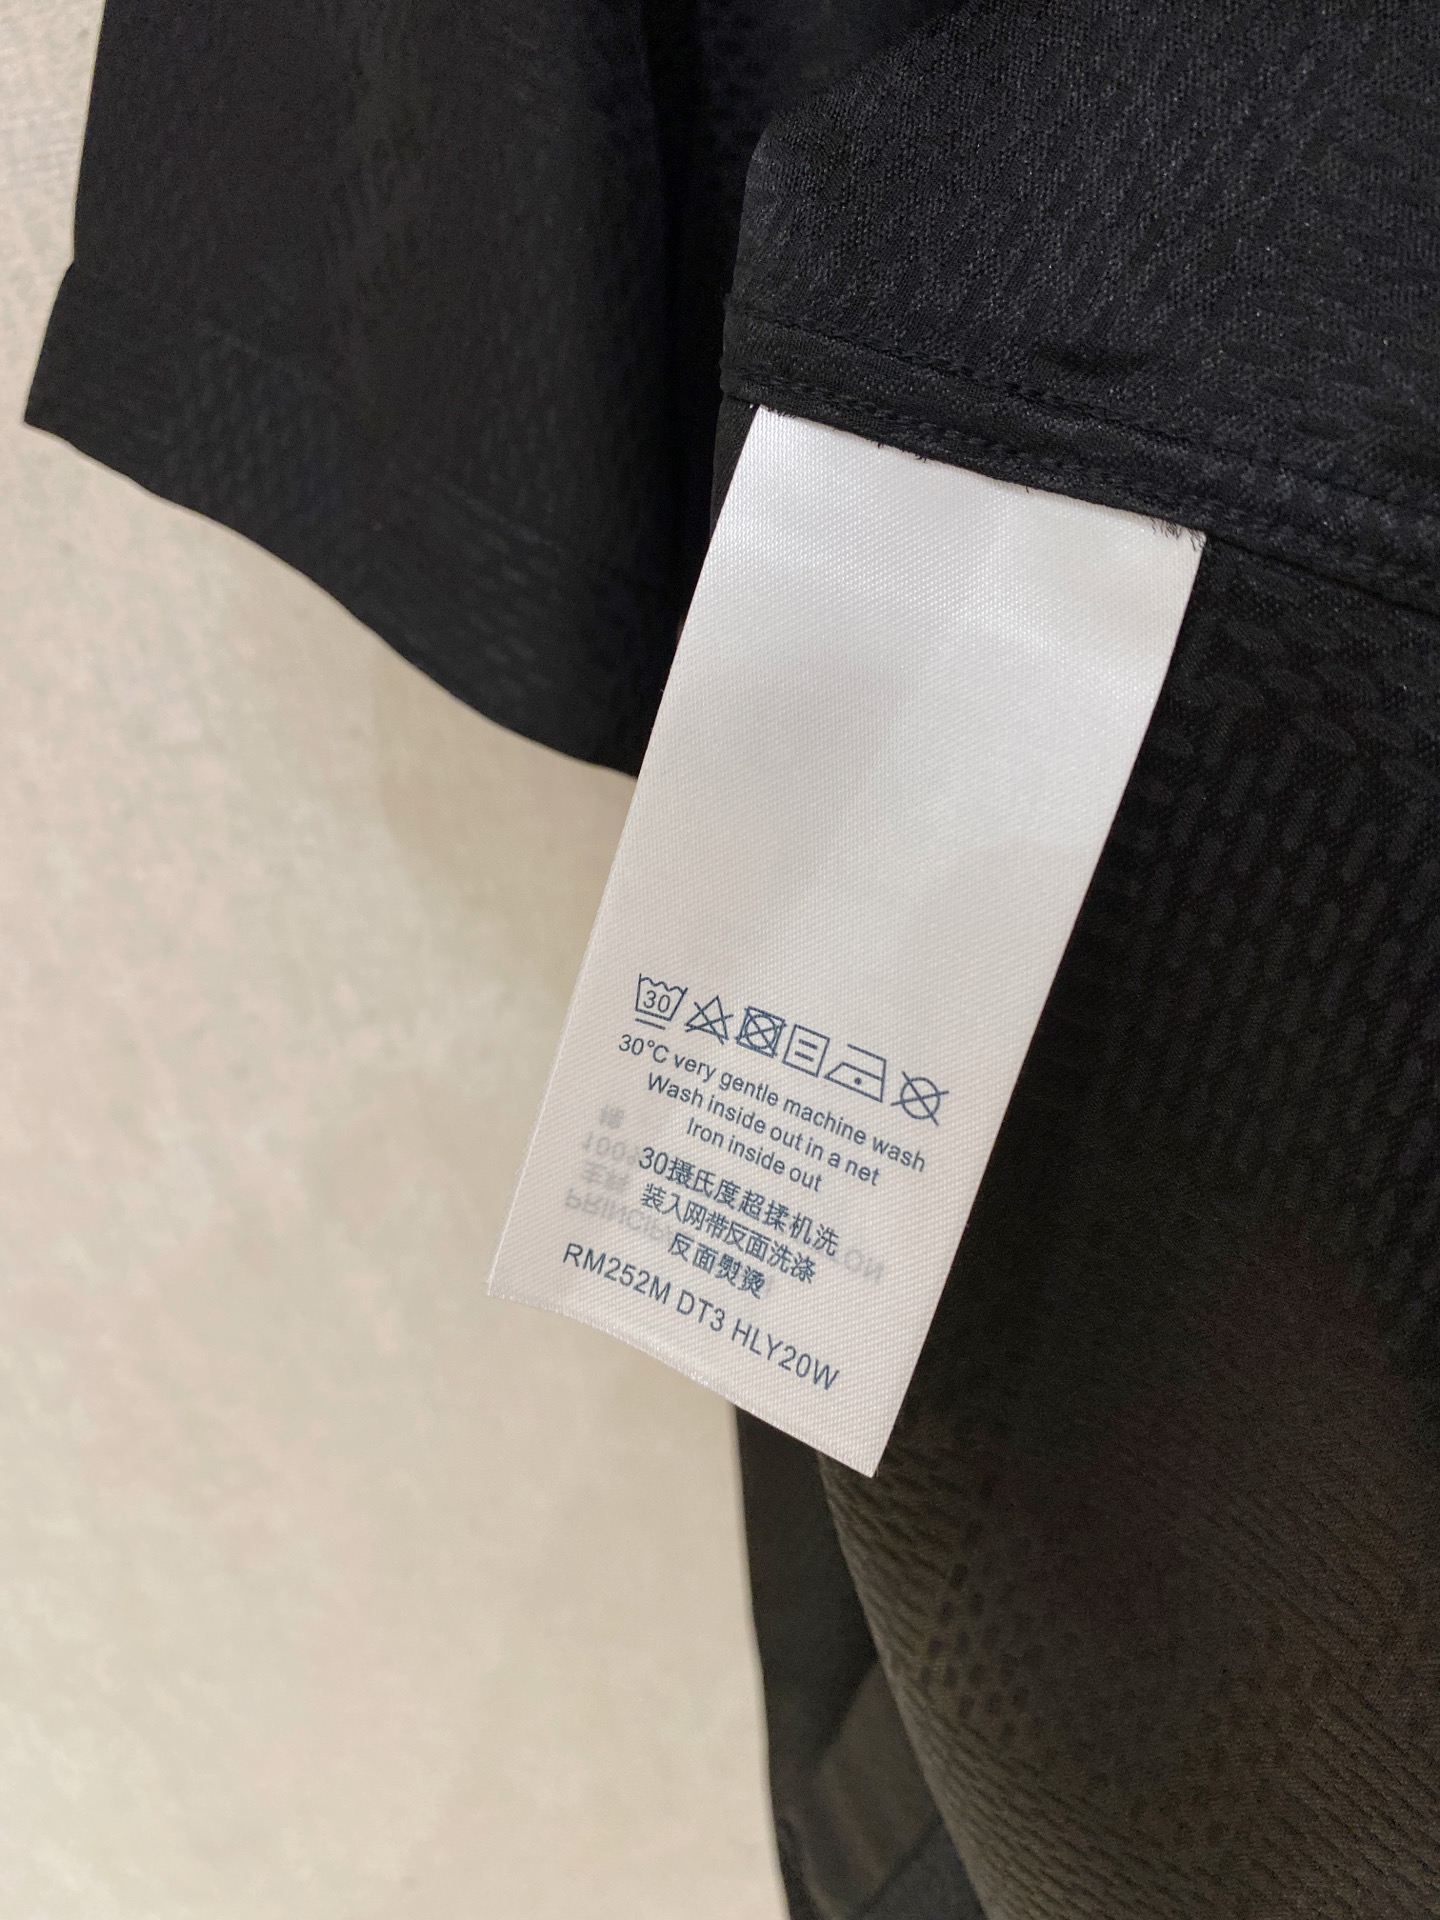 30
30°C very gentle machine wash
Wash inside out in a net
Iron inside out
30摄氏度超揉机洗
装入网带反面洗涤
反面熨烫
RM252M DT3 HLY20W